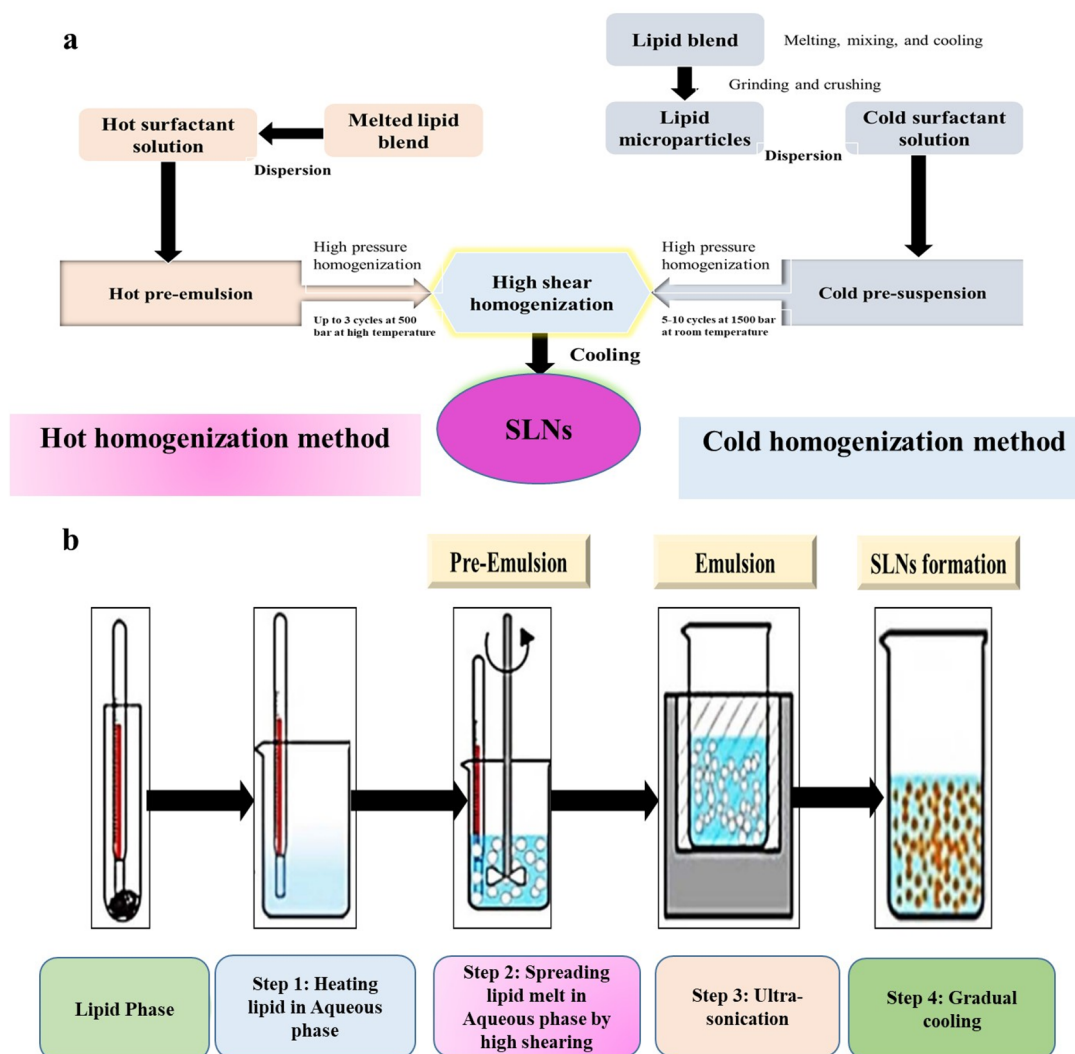 a
Lipid blend
Melting, mixing, and cooling
Grinding and crushing
Hot surfactant
solution
Melted lipid
blend
Dispersion
Lipid
microparticles
Dispersion
Cold surfactant
solution
Hot pre-emulsion
High pressure
homogenization
Up to 3 cycles at 500
bar at high temperature
High shear
homogenization
High pressure
homogenization
5-10 cycles at 1500 bar
at room temperature
Cold pre-suspension
Cooling
SLNs
Hot homogenization method
Cold homogenization method
b
Pre-Emulsion
Emulsion
SLNs formation
Lipid Phase
Step 1: Heating
lipid in Aqueous
phase
Step 2: Spreading
lipid melt in
Aqueous phase by
high shearing
Step 3: Ultra-
sonication
Step 4: Gradual
cooling